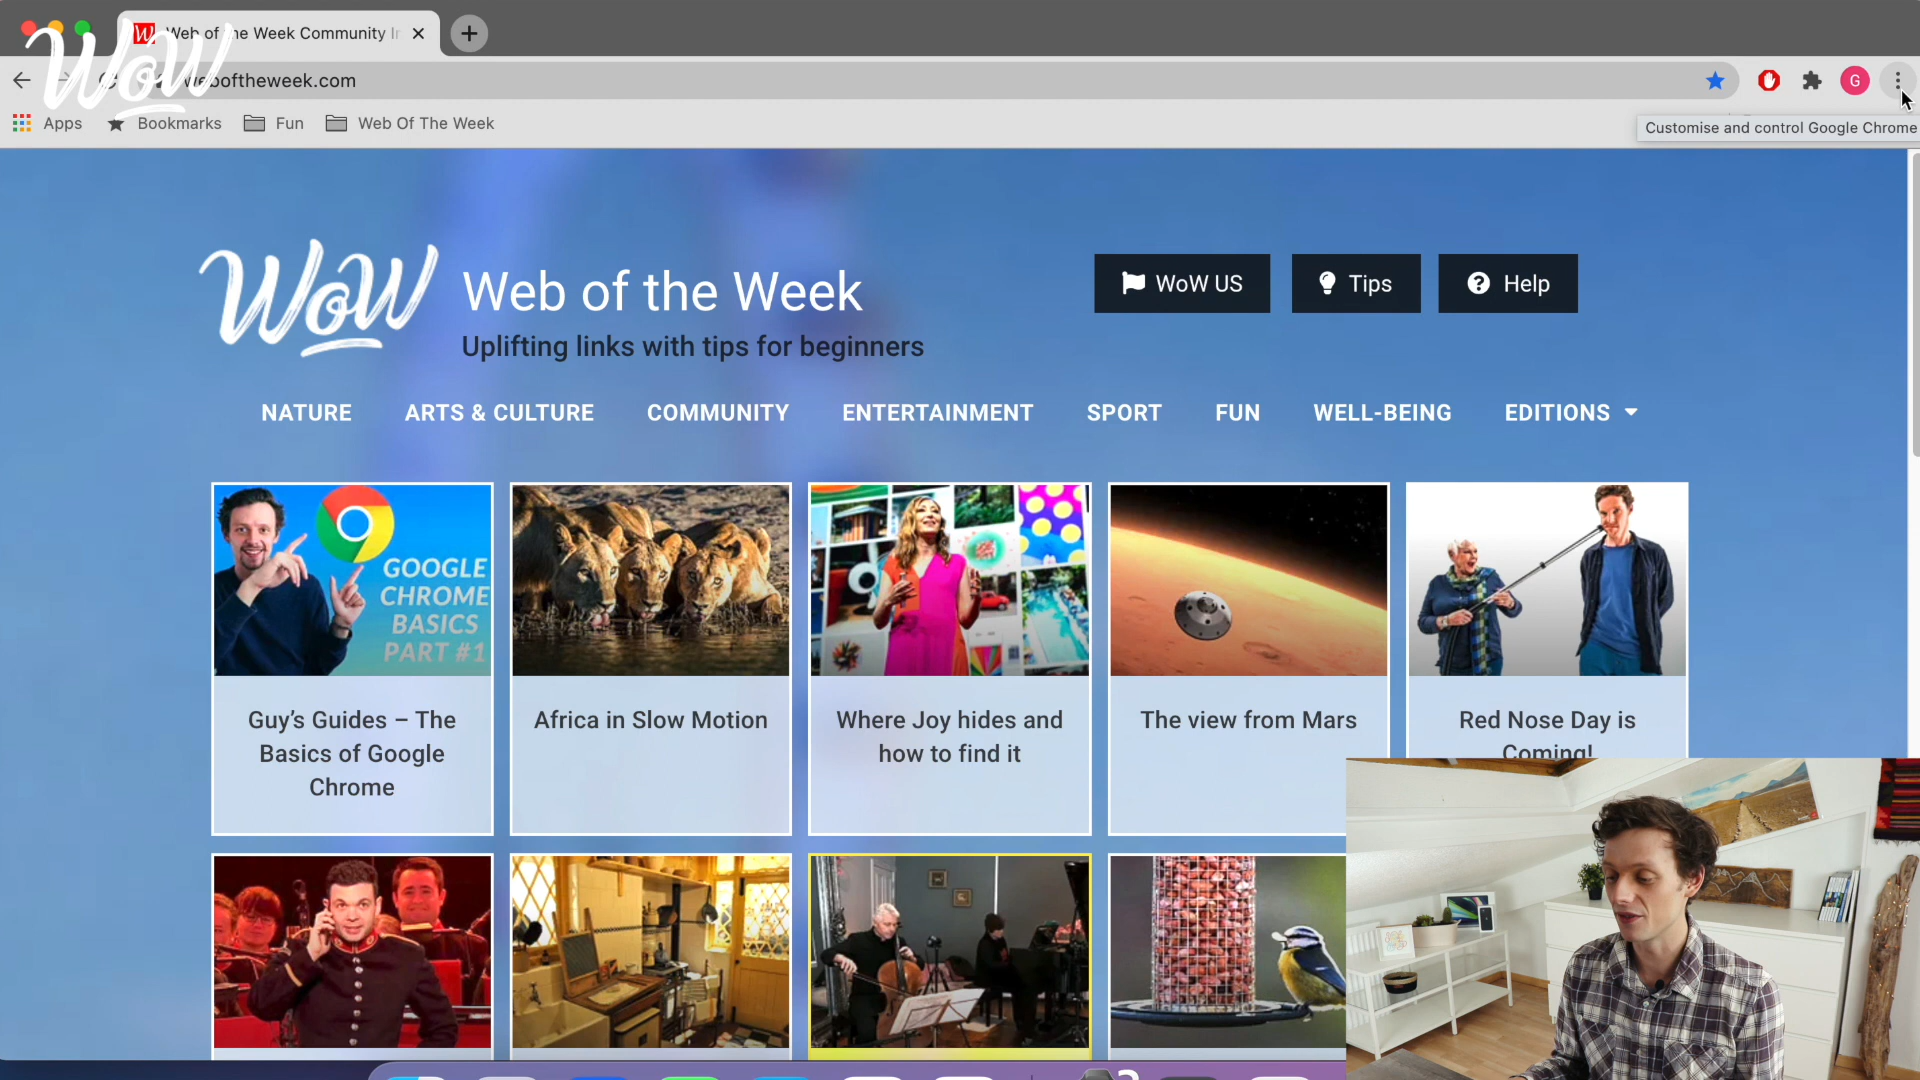 WoW
W Web of the Week Community In
weboftheweek.com
G
Apps Bookmarks Fun Web Of The Week
Customise and control Google Chrome
WoW Web of the Week
Uplifting links with tips for beginners
WoW US Tips Help
NATURE ARTS & CULTURE COMMUNITY ENTERTAINMENT SPORT FUN WELL-BEING EDITIONS
GOOGLE
CHROME
BASICS
PART #1
Guy's Guides – The
Basics of Google
Chrome
Africa in Slow Motion
Where Joy hides and
how to find it
The view from Mars
Red Nose Day is
Coming!